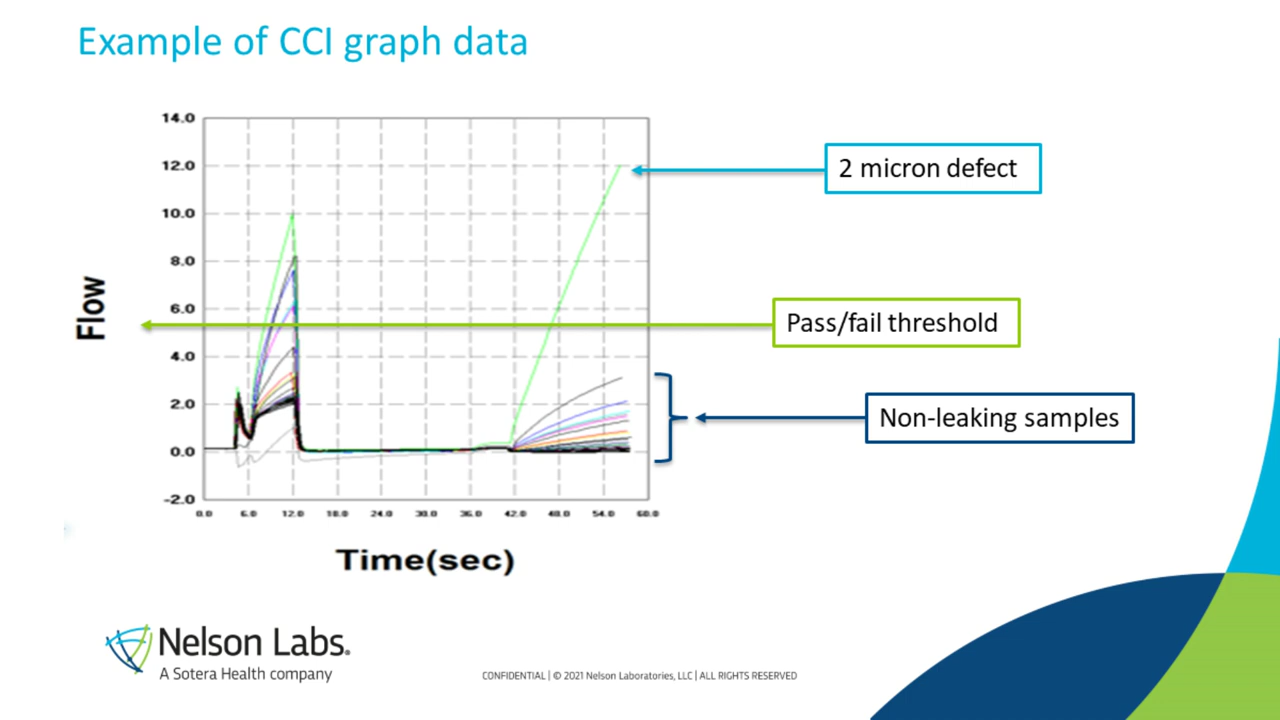 Example of CCI graph data
14.0
12.0
10.0
8.0
6.0
4.0
2.0
0.0
-2.0
0.0 6.0 12.0 18.0 24.0 30.0 36.0 42.0 48.0 54.0 60.0
Flow
Time(sec)
2 micron defect
Pass/fail threshold
Non-leaking samples
Nelson Labs.
A Sotera Health company
CONFIDENTIAL | © 2021 Nelson Laboratories, LLC | ALL RIGHTS RESERVED